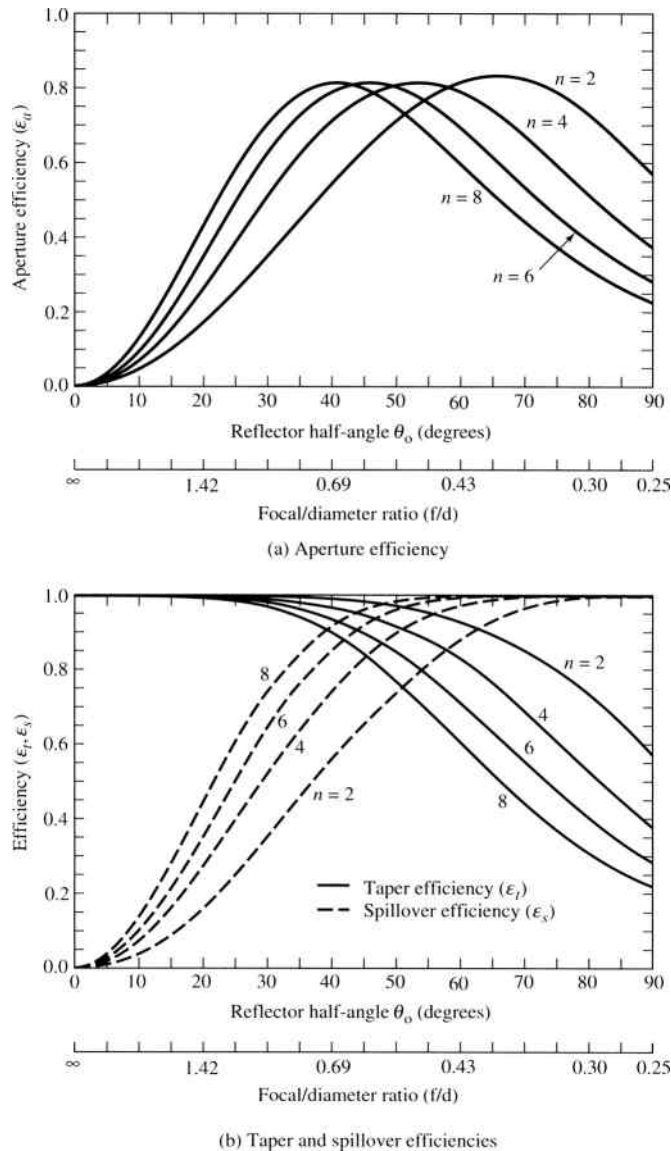 1.0
0.8
0.6
0.4
0.2
0.0
Aperture efficiency (εa)
n = 2
n = 4
n = 8
n = 6
0 10 20 30 40 50 60 70 80 90
Reflector half-angle θo (degrees)
∞ 1.42 0.69 0.43 0.30 0.25
Focal/diameter ratio (f/d)
(a) Aperture efficiency
1.0
0.8
0.6
0.4
0.2
0.0
Efficiency (εt, εs)
8
6
4
n = 2
n = 2
4
6
8
Taper efficiency (εt)
Spillover efficiency (εs)
0 10 20 30 40 50 60 70 80 90
Reflector half-angle θo (degrees)
∞ 1.42 0.69 0.43 0.30 0.25
Focal/diameter ratio (f/d)
(b) Taper and spillover efficiencies